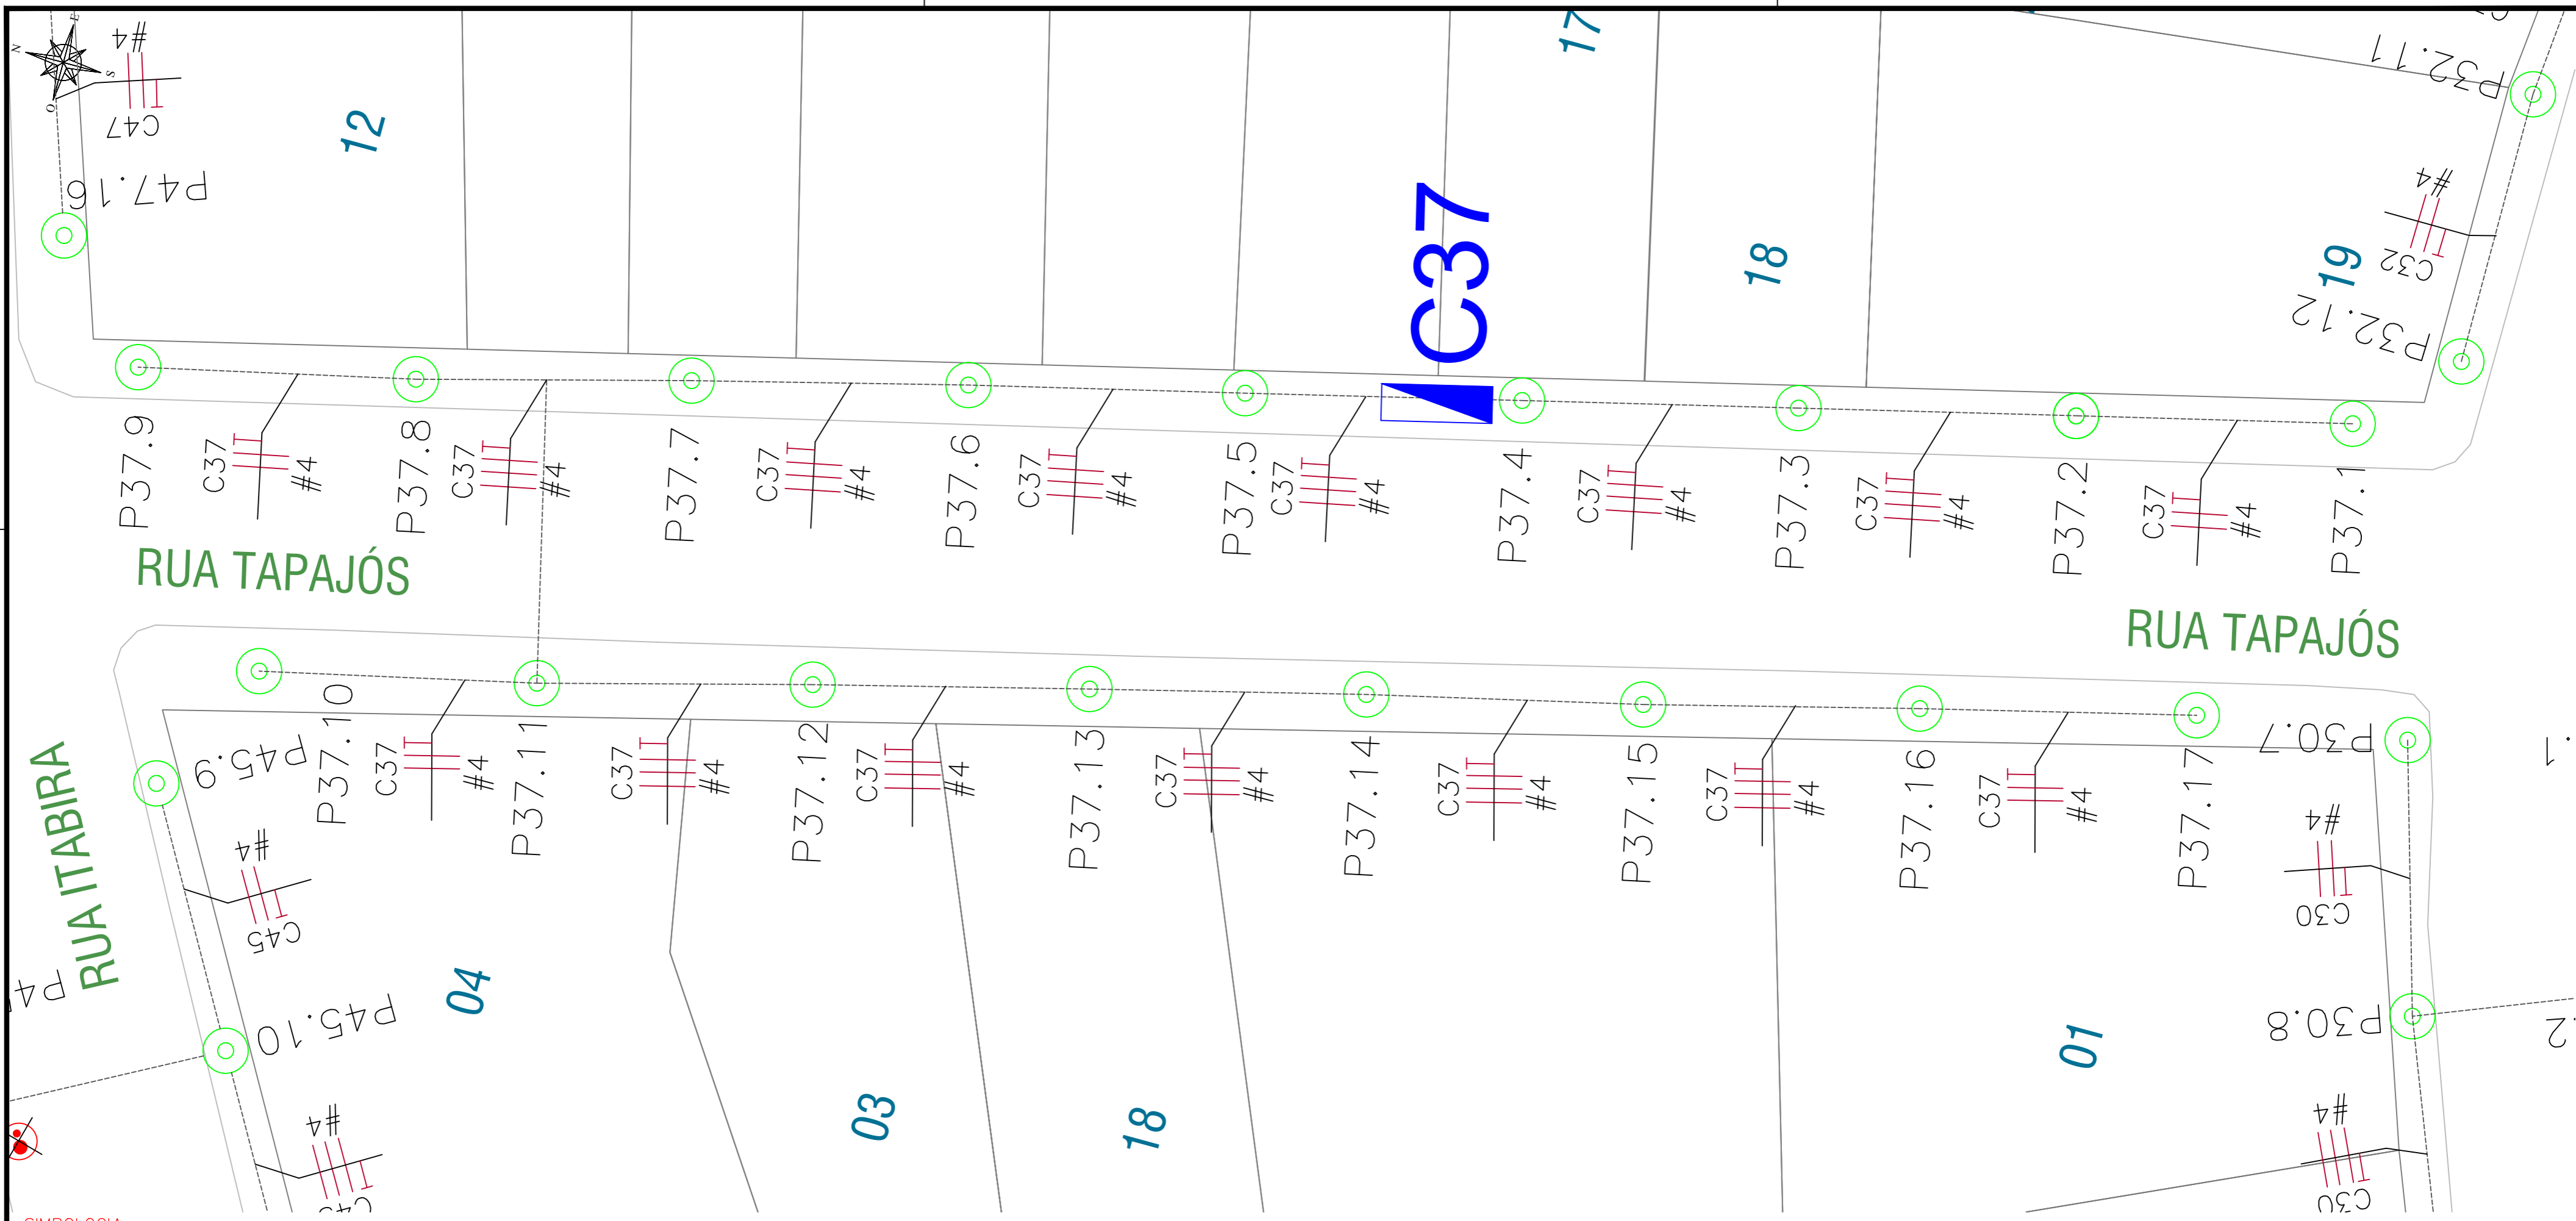 #4
C47
P47.16
N
S
O
12
17
18
19
C37
P32.11
#4
C32
P32.12
P37.9
C37
#4
P37.8
C37
#4
P37.7
C37
#4
P37.6
C37
#4
P37.5
C37
#4
P37.4
C37
#4
P37.3
C37
#4
P37.2
C37
#4
P37.1
RUA TAPAJÓS
RUA TAPAJÓS
RUA ITABIRA
P45.9
P37.10
C37
#4
P37.11
C37
#4
P37.12
C37
#4
P37.13
C37
#4
P37.14
C37
#4
P37.15
C37
#4
P37.16
C37
#4
P37.17
P30.7
#4
C45
#4
C30
P45.10
P30.8
04
03
18
01
#4
#4
C30